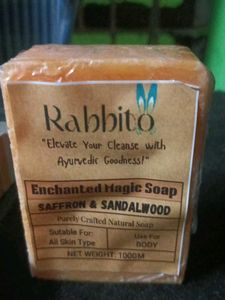 Rabbito
"Elevate Your Cleanse with
Ayurvedic Goodness!"
Enchanted Magic Soap
SAFFRON & SANDALWOOD
Purely Crafted Natural Soap
Sutable For:
All Skin Type
Use For
BODY
NET WEIGHT: 100GM